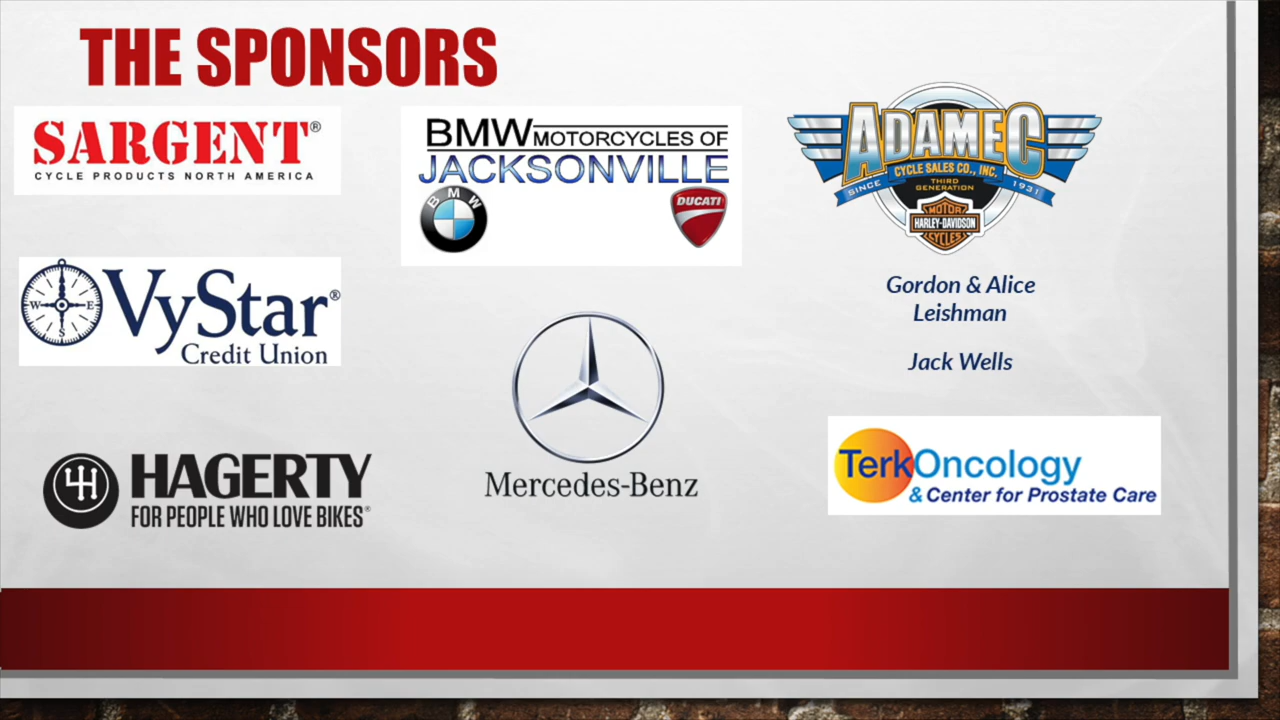 THE SPONSORS
SARGENT®
CYCLE PRODUCTS NORTH AMERICA
BMW MOTORCYCLES OF
JACKSONVILLE
BMW
DUCATI
ADAMEC
CYCLE SALES CO., INC.
SINCE THIRD GENERATION 1931
MOTOR
HARLEY-DAVIDSON
CYCLES
Gordon & Alice
Leishman
Jack Wells
W E
S
VyStar®
Credit Union
Mercedes-Benz
TerkOncology
& Center for Prostate Care
HAGERTY
FOR PEOPLE WHO LOVE BIKES®